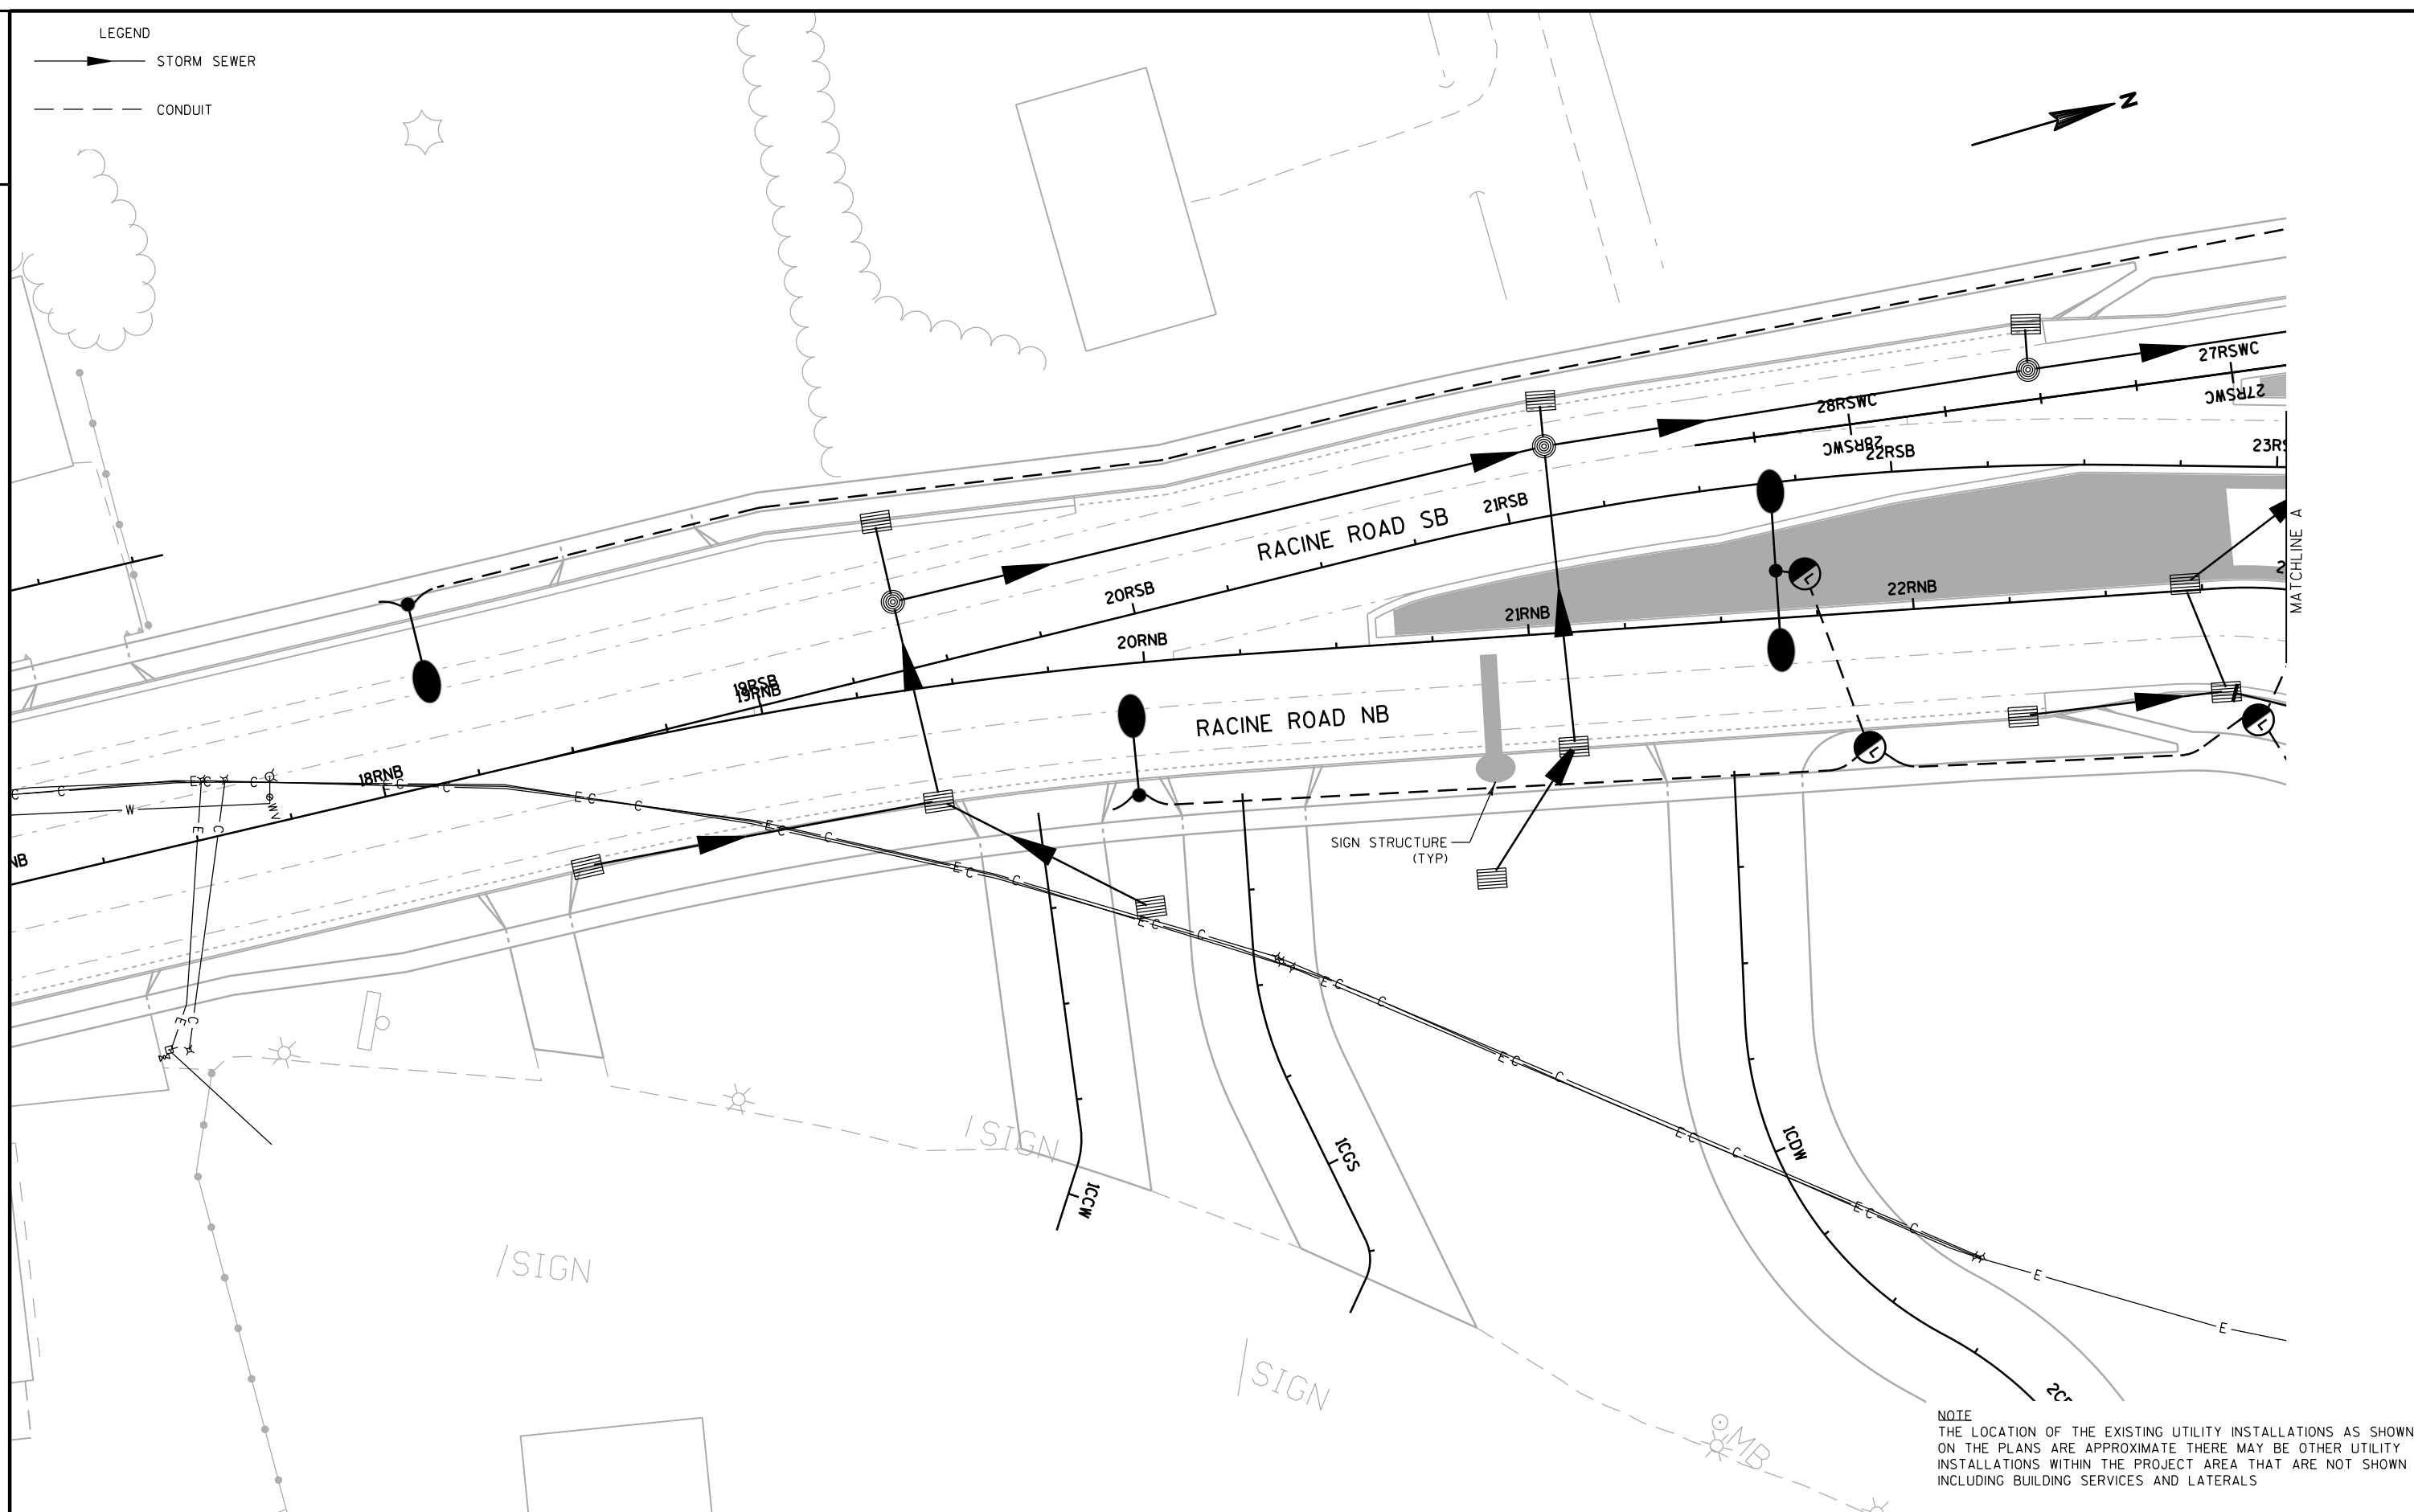 LEGEND
STORM SEWER
CONDUIT
N
27RSWC
27RSWC
28RSWC
28RSWC
22RSB
MATCHLINE A
21RSB
RACINE ROAD SB
20RSB
22RNB
21RNB
20RNB
19RSB
19RNB
RACINE ROAD NB
18RNB
E C C E C C E C C E C C E C C E C C
C C
W
WV
E C
E C
SIGN STRUCTURE
(TYP)
E C C
E C C
E C C
E C C
E
E
1CCW
1CGS
1CDW
SIGN
SIGN
SIGN
MB
NOTE
THE LOCATION OF THE EXISTING UTILITY INSTALLATIONS AS SHOWN
ON THE PLANS ARE APPROXIMATE THERE MAY BE OTHER UTILITY
INSTALLATIONS WITHIN THE PROJECT AREA THAT ARE NOT SHOWN
INCLUDING BUILDING SERVICES AND LATERALS